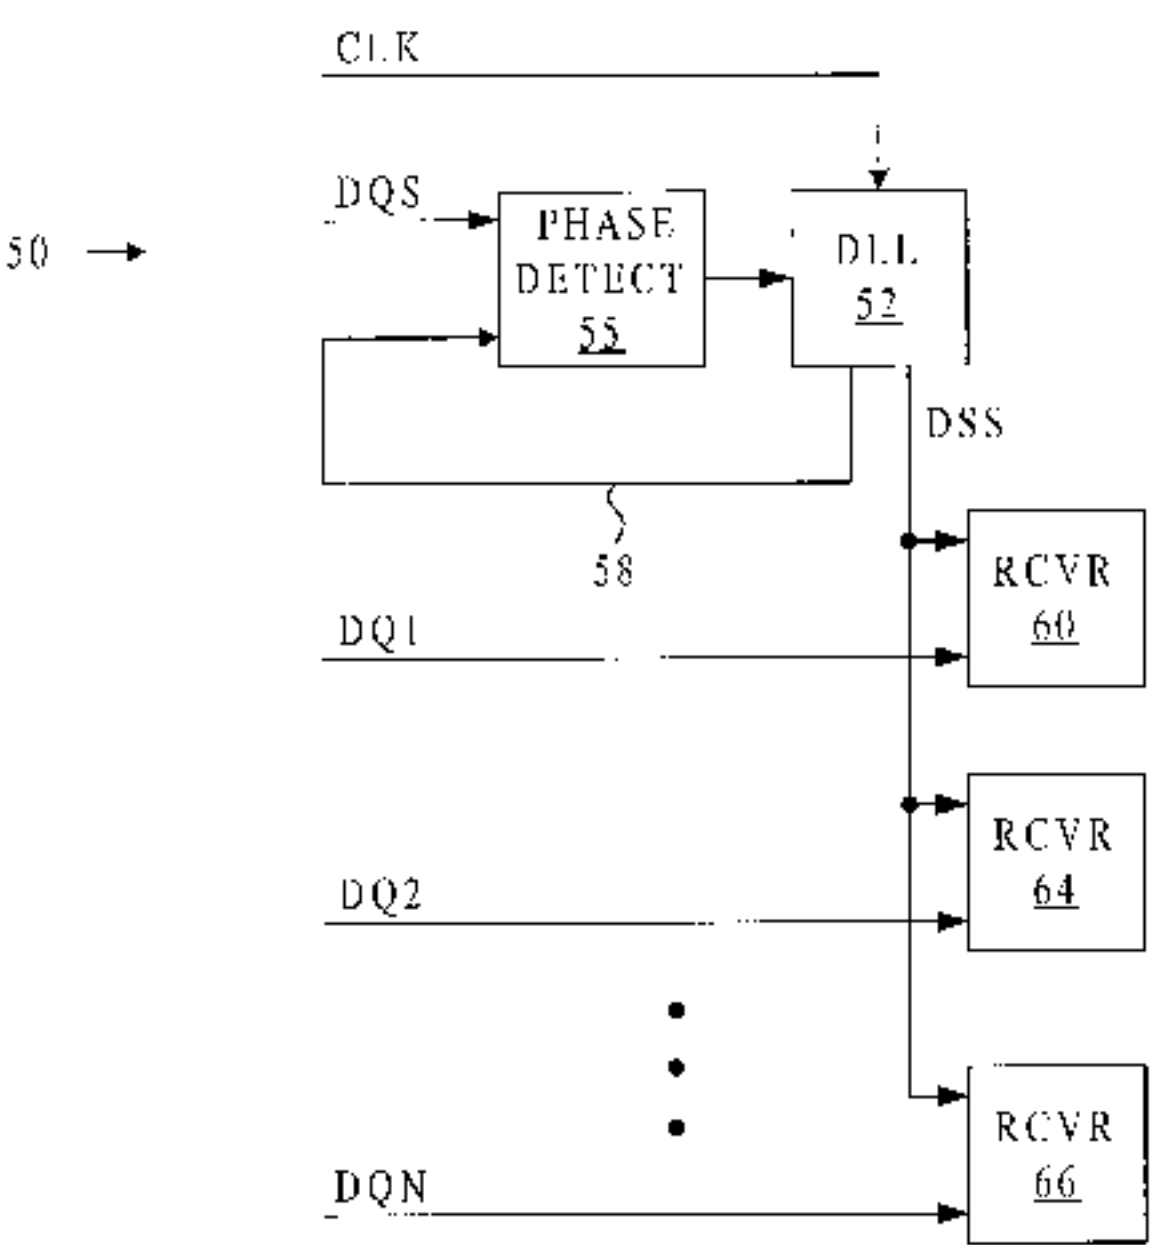 CLK
DQS
50
PHASE
DETECT
55
DLL
52
DSS
58
RCVR
60
DQ1
RCVR
64
DQ2
RCVR
66
DQN